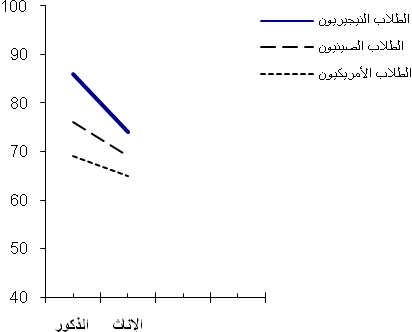 100
90
80
70
60
50
40
الذكور الإناث
الطلاب النيجيريون
الطلاب الصينيون
الطلاب الأمريكيون